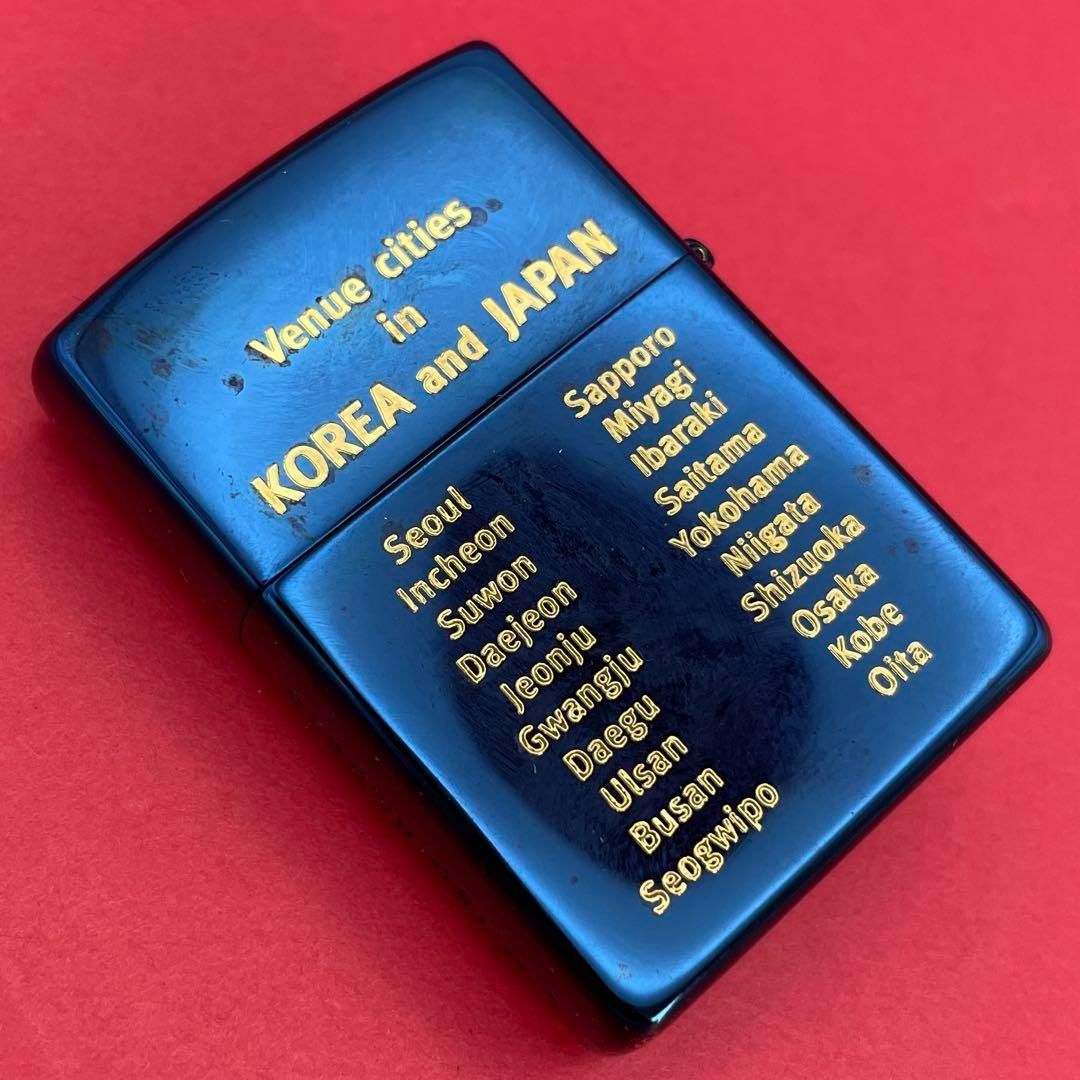 Venue cities
in
KOREA and JAPAN
Seoul
Incheon
Suwon
Daejeon
Jeonju
Gwangju
Daegu
Ulsan
Busan
Seogwipo
Sapporo
Miyagi
Ibaraki
Saitama
Yokohama
Niigata
Shizuoka
Osaka
Kobe
Oita